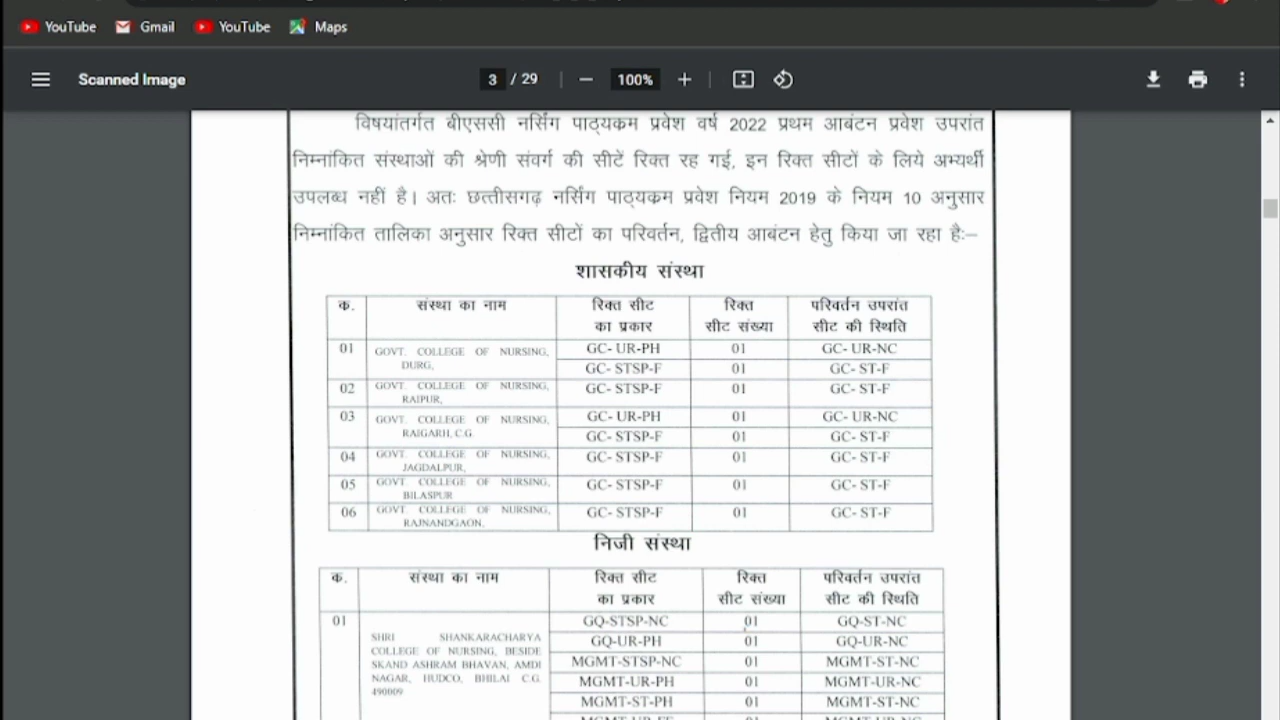 YouTube Gmail YouTube Maps
Scanned Image 3 / 29 100%
विषयांतर्गत बीएससी नर्सिंग पाठ्यकम प्रवेश वर्ष 2022 प्रथम आबंटन प्रवेश उपरांत
निम्नांकित संस्थाओं की श्रेणी संवर्ग की सीटें रिक्त रह गई, इन रिक्त सीटों के लिये अभ्यर्थी
उपलब्ध नहीं है। अतः छत्तीसगढ़ नर्सिंग पाठ्यकम प्रवेश नियम 2019 के नियम 10 अनुसार
निम्नांकित तालिका अनुसार रिक्त सीटों का परिवर्तन, द्वितीय आबंटन हेतु किया जा रहा हैः–
शासकीय संस्था
क. संस्था का नाम रिक्त सीट रिक्त परिवर्तन उपरांत
का प्रकार सीट संख्या सीट की स्थिति
01 GOVT. COLLEGE OF NURSING, GC- UR-PH 01 GC- UR-NC
DURG, GC- STSP-F 01 GC- ST-F
02 GOVT. COLLEGE OF NURSING, GC- STSP-F 01 GC- ST-F
RAIPUR,
03 GOVT. COLLEGE OF NURSING, GC- UR-PH 01 GC- UR-NC
RAIGARH, C.G. GC- STSP-F 01 GC- ST-F
04 GOVT. COLLEGE OF NURSING, GC- STSP-F 01 GC- ST-F
JAGDALPUR,
05 GOVT. COLLEGE OF NURSING, GC- STSP-F 01 GC- ST-F
BILASPUR
06 GOVT. COLLEGE OF NURSING, GC- STSP-F 01 GC- ST-F
RAJNANDGAON,
निजी संस्था
क. संस्था का नाम रिक्त सीट रिक्त परिवर्तन उपरांत
का प्रकार सीट संख्या सीट की स्थिति
01 GQ-STSP-NC 01 GQ-ST-NC
SHRI SHANKARACHARYA GQ-UR-PH 01 GQ-UR-NC
COLLEGE OF NURSING, BESIDE
SKAND ASHRAM BHAVAN, AMDI MGMT-STSP-NC 01 MGMT-ST-NC
NAGAR, HUDCO, BHILAI C.G. MGMT-UR-PH 01 MGMT-UR-NC
490009 MGMT-ST-PH 01 MGMT-ST-NC